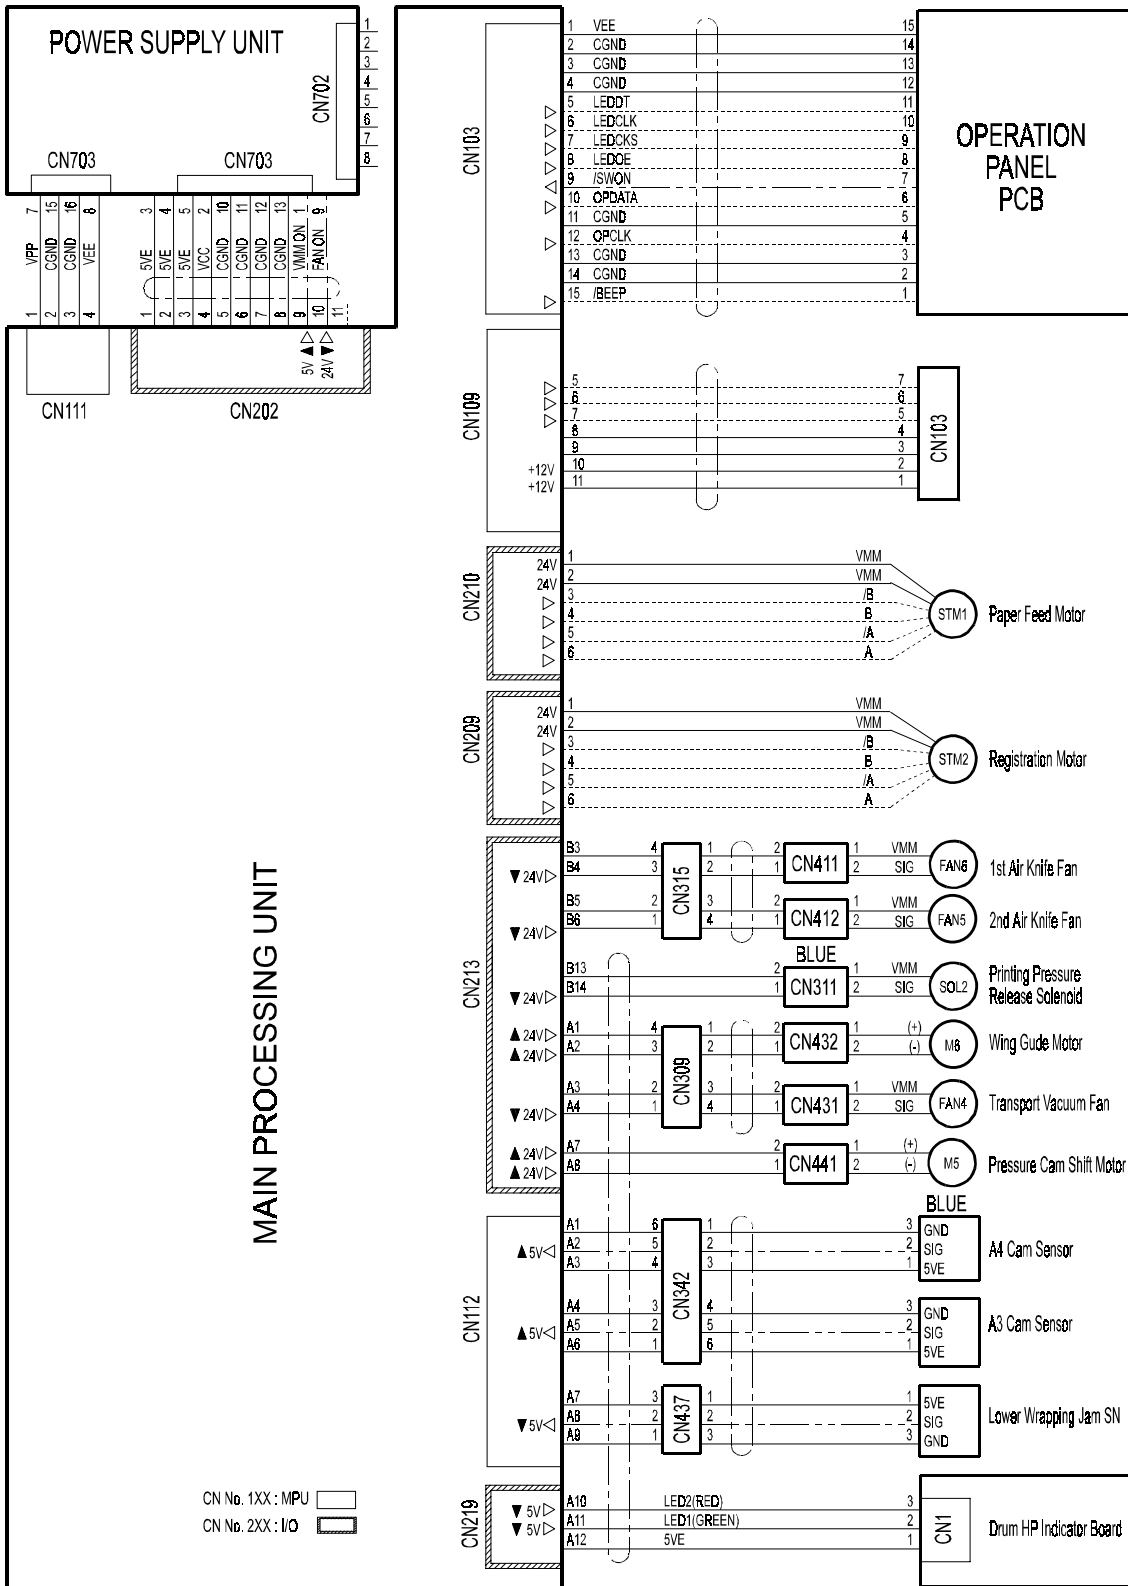 POWER SUPPLY UNIT
CN702
1
2
3
4
5
6
7
8
CN703
CN703
7 15 16 8
VPP CGND CGND VEE
1 2 3 4
3 4 5 2 10 11 12 13 1 9
5VE 5VE 5VE VCC CGND CGND CGND CGND VMM ON FAN ON
1 2 3 4 5 6 7 8 9 10 11
5V ▲ △
24V ▼ △
CN111
CN202
MAIN PROCESSING UNIT
CN103
1 VEE 15
2 CGND 14
3 CGND 13
4 CGND 12
5 LEDDT 11
6 LEDCLK 10
7 LEDCKS 9
8 LEDOE 8
9 /SWON 7
10 OPDATA 6
11 CGND 5
12 OPCLK 4
13 CGND 3
14 CGND 2
15 /BEEP 1
OPERATION
PANEL
PCB
CN109
5 7
6 6
7 5
8 4
9 3
+12V 10 2
+12V 11 1
CN103
CN210
24V 1 VMM
24V 2 VMM
3 /B
4 B
5 /A
6 A
STM1 Paper Feed Motor
CN209
24V 1 VMM
24V 2 VMM
3 /B
4 B
5 /A
6 A
STM2 Registration Motor
CN213
B3 4 1 2 1 VMM
▼24V▷ B4 3 2 1 2 SIG
CN315
CN411
FAN6 1st Air Knife Fan
B5 2 3 2 1 VMM
▼24V▷ B6 1 4 1 2 SIG
CN412
FAN5 2nd Air Knife Fan
BLUE
B13 2 1 VMM
▼24V▷ B14 1 2 SIG
CN311
SOL2 Printing Pressure
Release Solenoid
▲24V▷ A1 4 1 2 1 (+)
▲24V▷ A2 3 2 1 2 (-)
CN309
CN432
M6 Wing Gude Motor
A3 2 3 2 1 VMM
▼24V▷ A4 1 4 1 2 SIG
CN431
FAN4 Transport Vacuum Fan
▲24V▷ A7 2 1 (+)
▲24V▷ A8 1 2 (-)
CN441
M5 Pressure Cam Shift Motor
BLUE
CN112
A1 6 1 3 GND
▲5V◁ A2 5 2 2 SIG
A3 4 3 1 5VE
CN342
A4 Cam Sensor
A4 3 4 3 GND
▲5V◁ A5 2 5 2 SIG
A6 1 6 1 5VE
A3 Cam Sensor
A7 3 1 1 5VE
▼5V◁ A8 2 2 2 SIG
A9 1 3 3 GND
CN437
Lower Wrapping Jam SN
CN219
▼5V▷ A10 LED2(RED) 3
▼5V▷ A11 LED1(GREEN) 2
A12 5VE 1
CN1
Drum HP Indicator Board
CN No. 1XX : MPU
CN No. 2XX : I/O